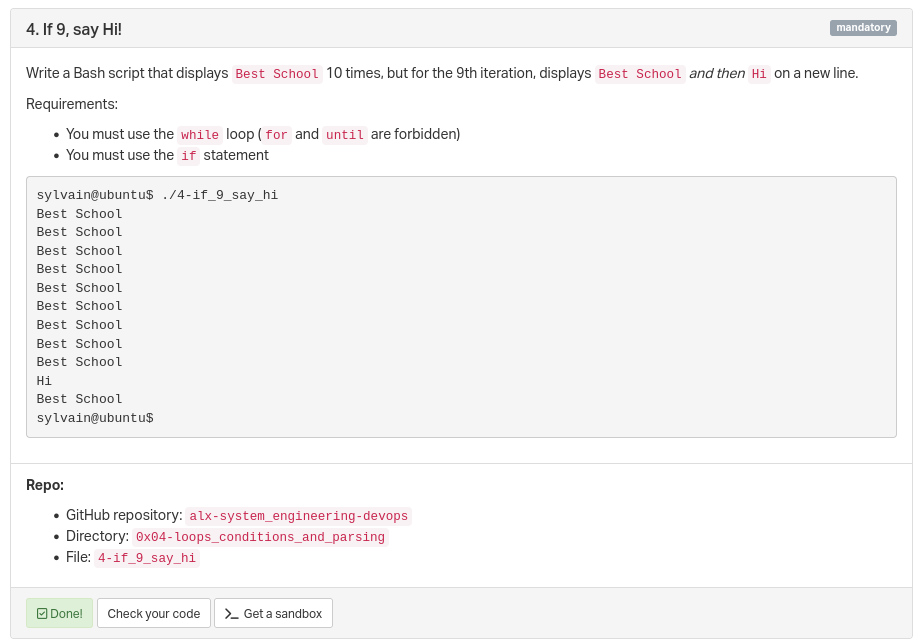 4. If 9, say Hi!
mandatory
Write a Bash script that displays Best School 10 times, but for the 9th iteration, displays Best School and then Hi on a new line.
Requirements:
• You must use the while loop ( for and until are forbidden)
• You must use the if statement
sylvain@ubuntu$ ./4-if_9_say_hi
Best School
Best School
Best School
Best School
Best School
Best School
Best School
Best School
Best School
Hi
Best School
sylvain@ubuntu$
Repo:
• GitHub repository: alx-system_engineering-devops
• Directory: 0x04-loops_conditions_and_parsing
• File: 4-if_9_say_hi
Done! Check your code >_ Get a sandbox